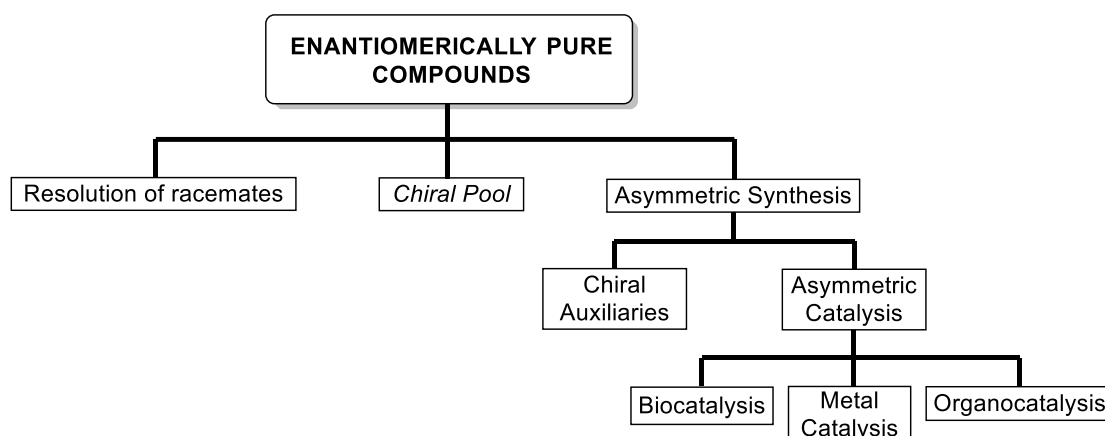 ENANTIOMERICALLY PURE
COMPOUNDS
Resolution of racemates
Chiral Pool
Asymmetric Synthesis
Chiral
Auxiliaries
Asymmetric
Catalysis
Biocatalysis
Metal
Catalysis
Organocatalysis